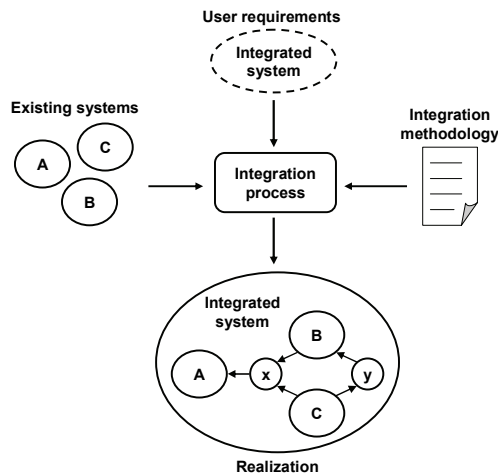 User requirements
Integrated
system
Existing systems
A
C
B
Integration
methodology
Integration
process
Integrated
system
B
A
x
y
C
Realization